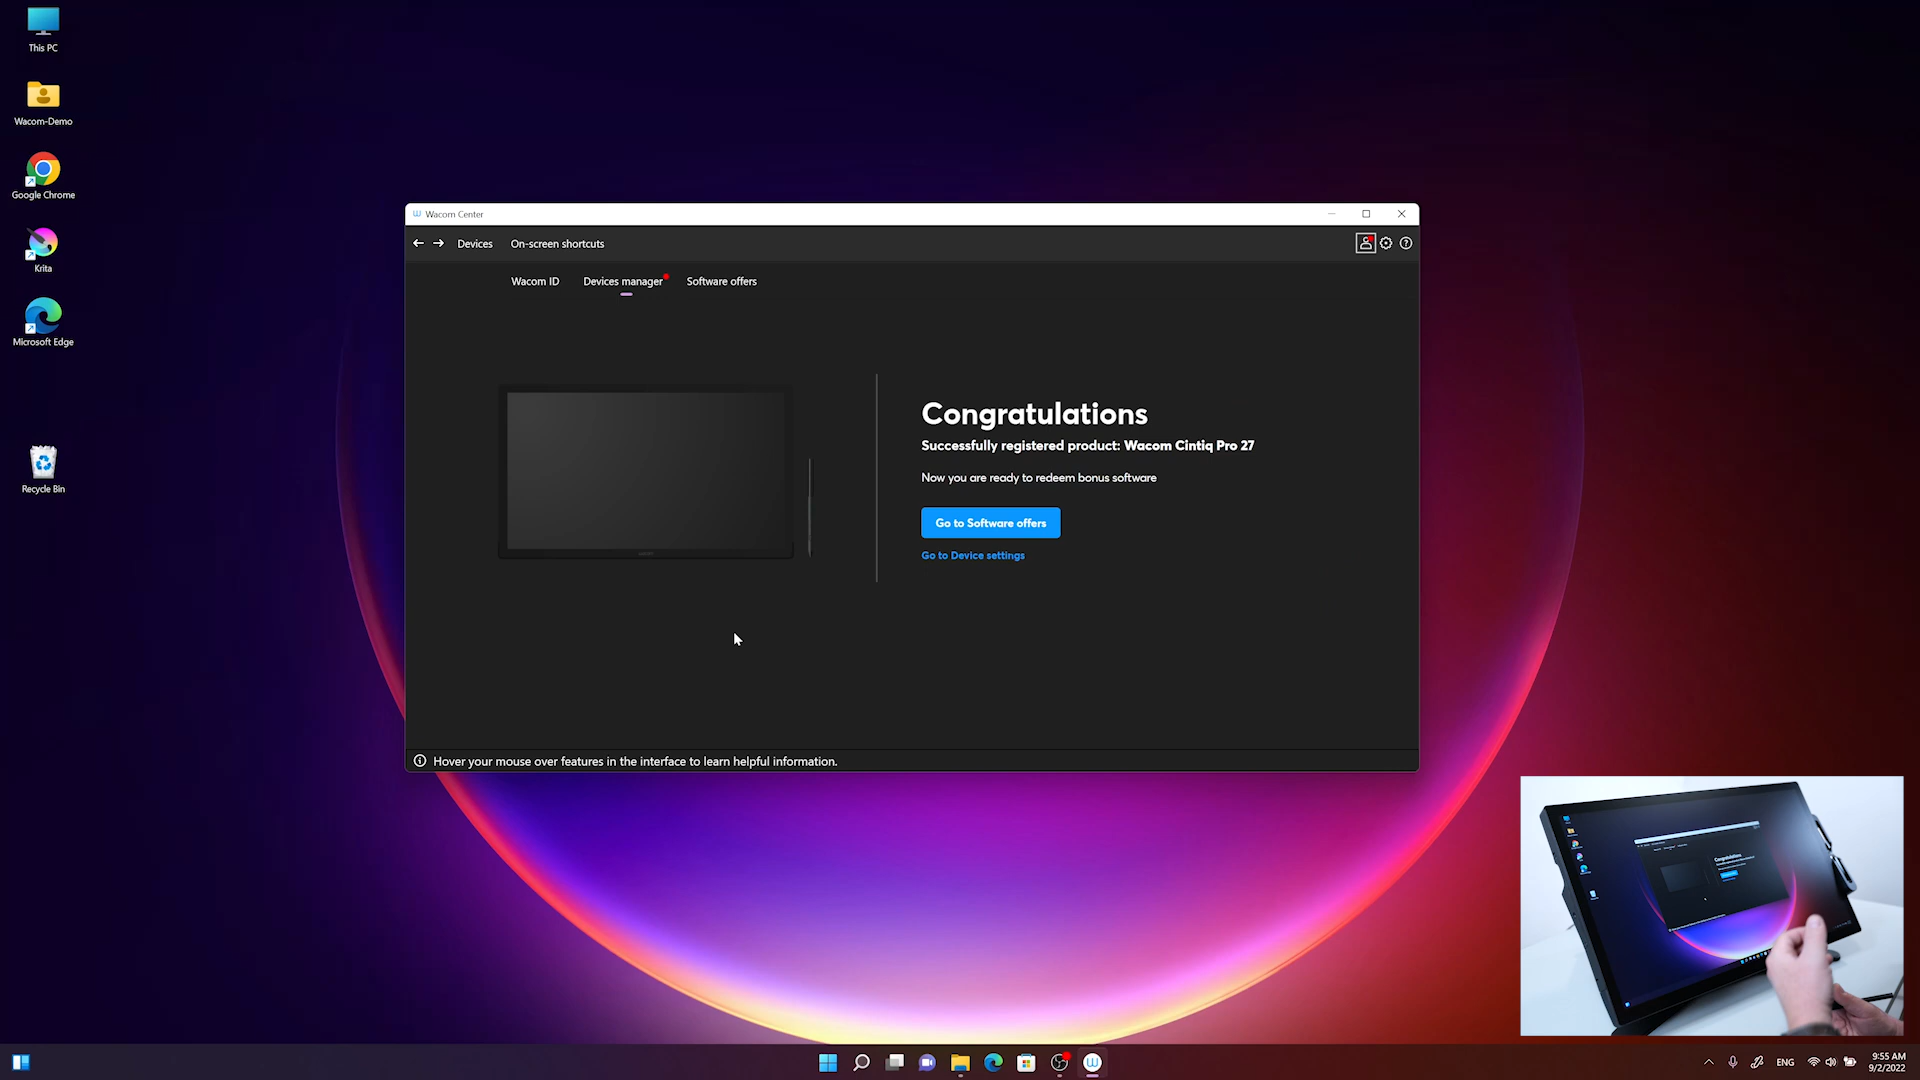 This PC
Wacom-Demo
Google Chrome
Krita
Microsoft Edge
Recycle Bin
Wacom Center
Devices
On-screen shortcuts
Wacom ID
Devices manager
Software offers
Congratulations
Successfully registered product: Wacom Cintiq Pro 27
Now you are ready to redeem bonus software
Go to Software offers
Go to Device settings
Hover your mouse over features in the interface to learn helpful information.
Congratulations
ENG
9:55 AM
9/2/2022